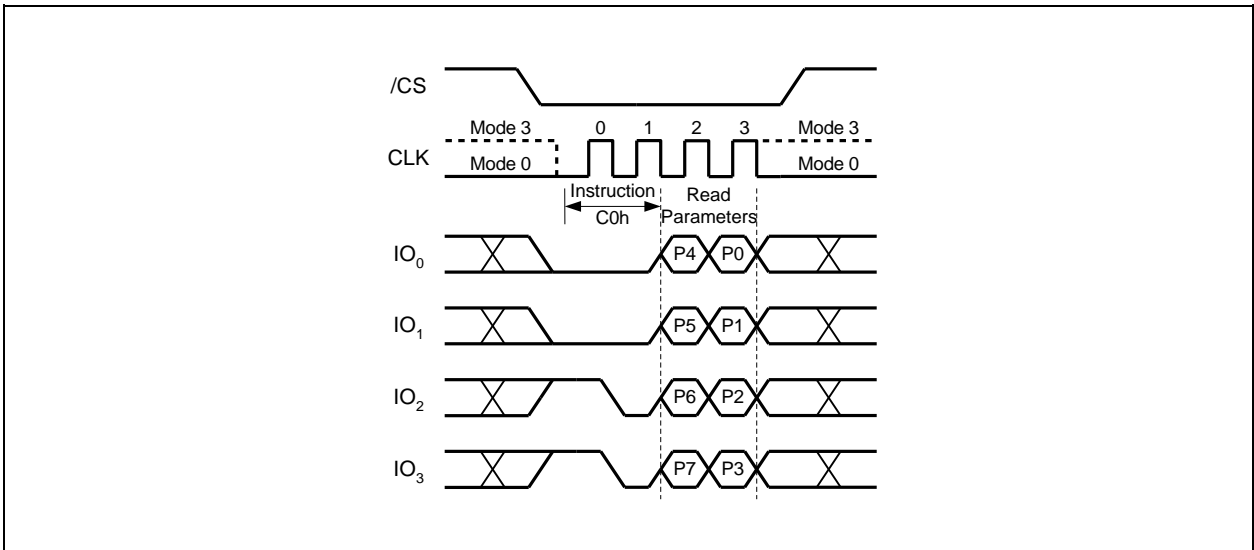 /CS
Mode 3 0 1 2 3 Mode 3
CLK
Mode 0 Mode 0
Instruction Read
C0h Parameters
IO0 P4 P0
IO1 P5 P1
IO2 P6 P2
IO3 P7 P3